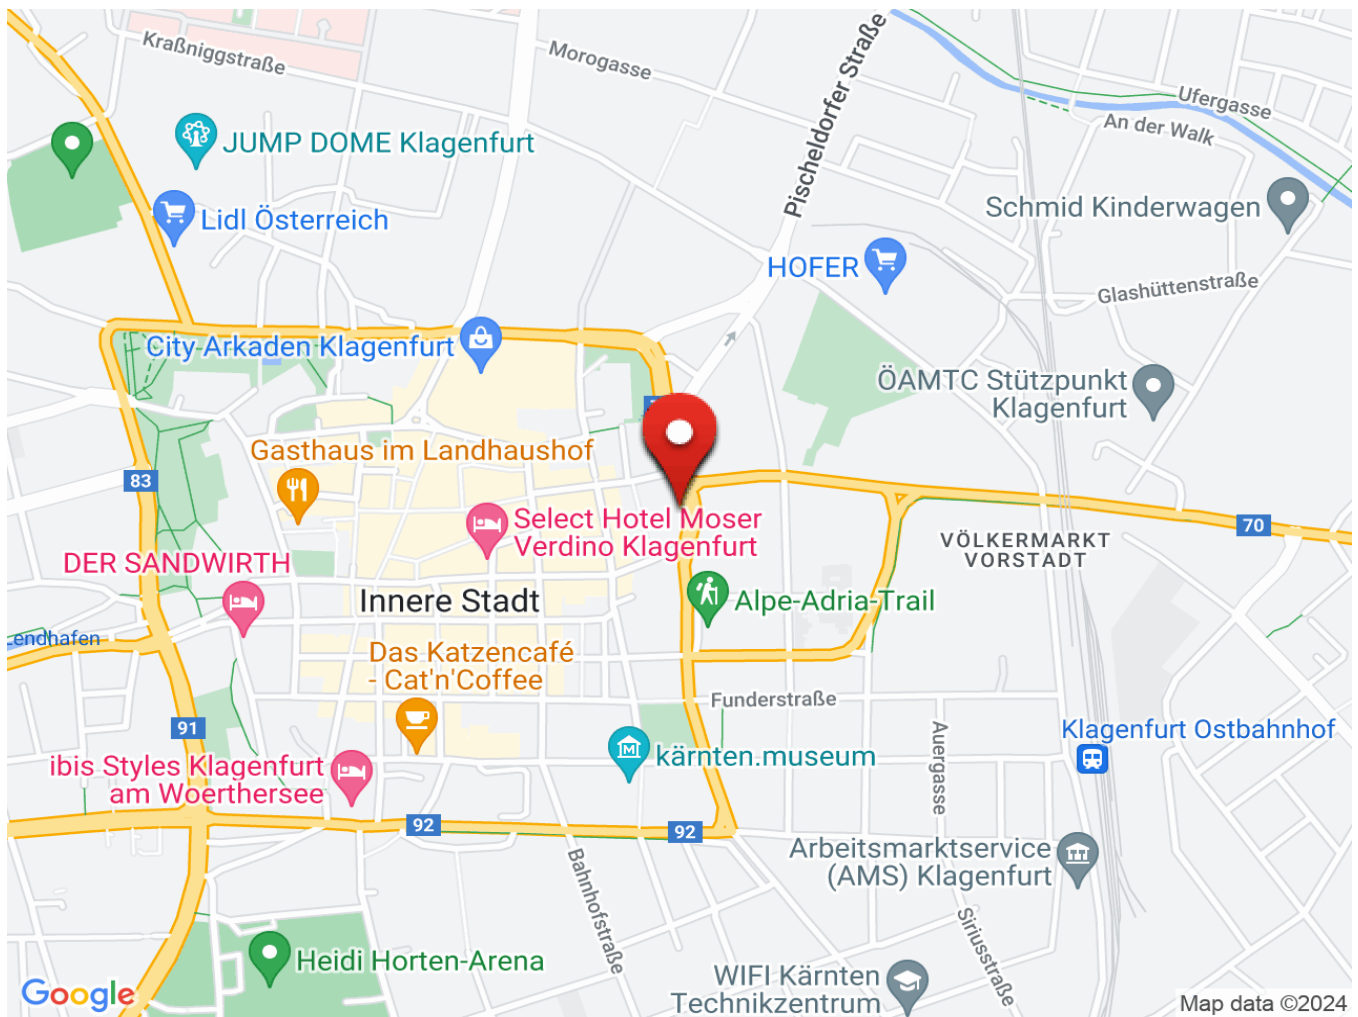 Kraßniggstraße
Morogasse
Pischeldorfer Straße
Ufergasse
An der Walk
JUMP DOME Klagenfurt
Lidl Österreich
Schmid Kinderwagen
HOFER
Glashüttenstraße
City Arkaden Klagenfurt
ÖAMTC Stützpunkt
Klagenfurt
Gasthaus im Landhaushof
83
Select Hotel Moser
Verdino Klagenfurt
70
VÖLKERMARKT
VORSTADT
DER SANDWIRTH
Innere Stadt
Alpe-Adria-Trail
endhafen
Das Katzencafé
- Cat'n'Coffee
Funderstraße
91
Auergasse
Klagenfurt Ostbahnhof
ibis Styles Klagenfurt
am Woerthersee
kärnten.museum
92
92
Arbeitsmarktservice
(AMS) Klagenfurt
Bahnhofstraße
Siriusstraße
Heidi Horten-Arena
WIFI Kärnten
Technikzentrum
Google
Map data ©2024